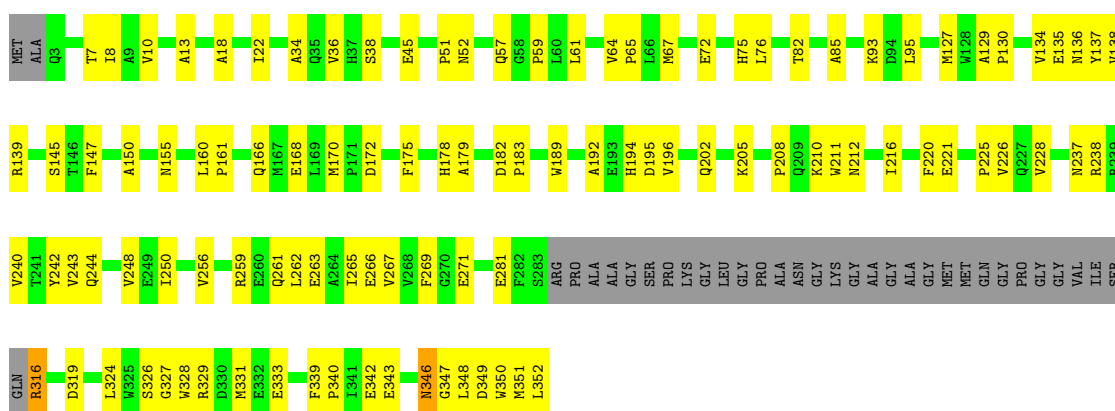 MET ALA Q3 T7 I8 A9 V10 A13 A18 I22 A34 Q35 V36 H37 S38 E45 P51 N52 Q57 G58 P59 L60 L61 V64 P65 L66 M67 E72 H75 L76 T82 A85 K93 D94 L95 M127 W128 A129 P130 V134 E135 N136 Y137 V138
R139 S145 T146 F147 A150 N155 L160 P161 Q166 M167 E168 L169 M170 P171 D172 F175 H178 A179 D182 P183 W189 A192 E193 H194 D195 V196 Q202 K205 P208 Q209 K210 W211 N212 I216 F220 E221 P225 V226 Q227 V228 N237 R238 R239
V240 T241 Y242 V243 Q244 V248 E249 I250 V256 R259 E260 Q261 L262 E263 A264 I265 E266 V267 V268 F269 G270 E271 E281 F282 S283 ARG PRO ALA ALA GLY SER PRO LYS GLY LEU GLY PRO ALA ASN GLY LYS GLY ALA GLY ALA GLY MET MET GLN GLY PRO GLY GLY VAL ILE SER
GLN R316 D319 L324 W325 S326 G327 W328 R329 D330 M331 E332 E333 F339 P340 I341 E342 E343 N346 G347 L348 D349 W350 M351 L352